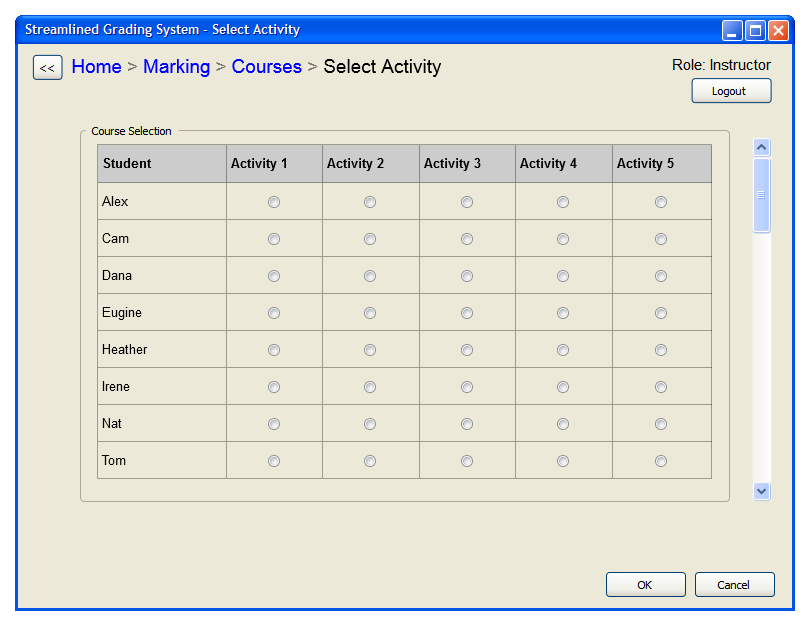 Streamlined Grading System - Select Activity
<< Home > Marking > Courses > Select Activity
Role: Instructor
Logout
Course Selection
Student Activity 1 Activity 2 Activity 3 Activity 4 Activity 5
Alex
Cam
Dana
Eugine
Heather
Irene
Nat
Tom
OK Cancel